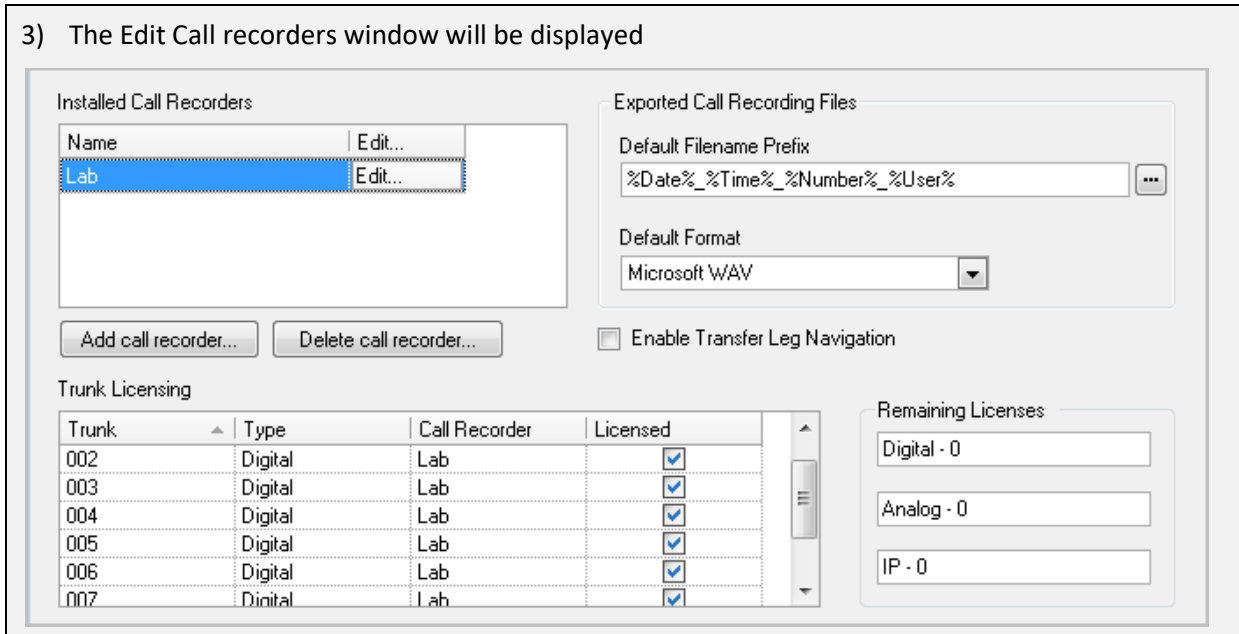 3) The Edit Call recorders window will be displayed
Installed Call Recorders
Name Edit...
Lab Edit...
Add call recorder... Delete call recorder...
Exported Call Recording Files
Default Filename Prefix
%Date%_%Time%_%Number%_%User% ...
Default Format
Microsoft WAV
Enable Transfer Leg Navigation
Trunk Licensing
Trunk Type Call Recorder Licensed
002 Digital Lab
003 Digital Lab
004 Digital Lab
005 Digital Lab
006 Digital Lab
007 Digital Lab
Remaining Licenses
Digital - 0
Analog - 0
IP - 0